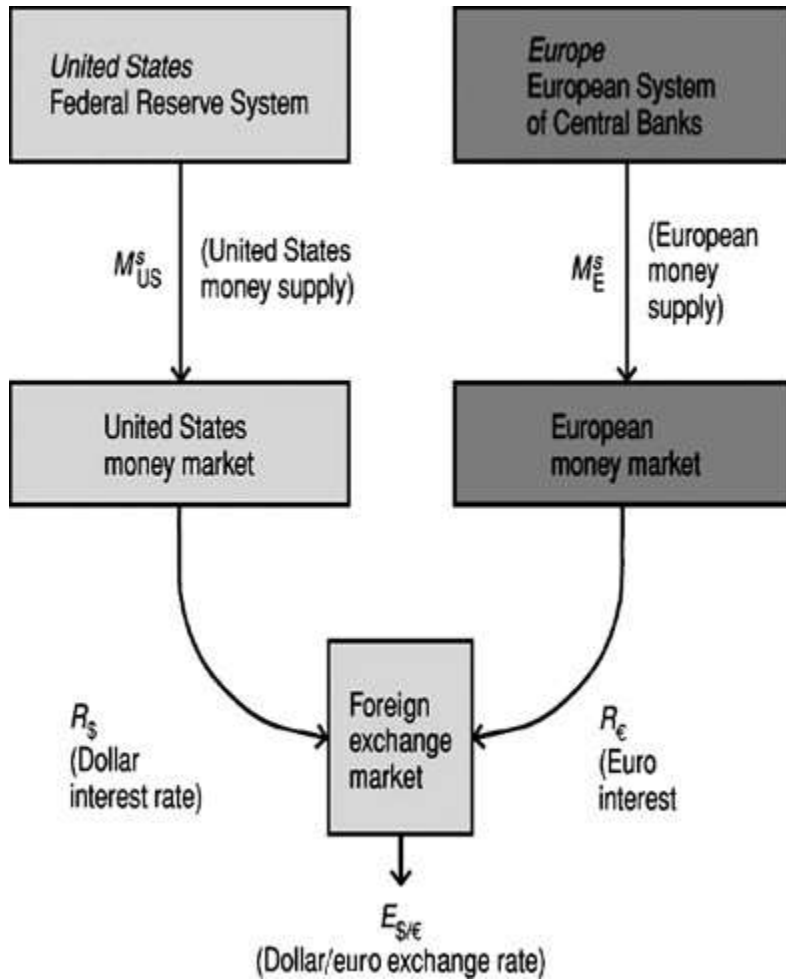 United States
Federal Reserve System
Europe
European System
of Central Banks
M^s_US
(United States
money supply)
M^s_E
(European
money
supply)
United States
money market
European
money market
R_$
(Dollar
interest rate)
Foreign
exchange
market
R_€
(Euro
interest
E_$/€
(Dollar/euro exchange rate)